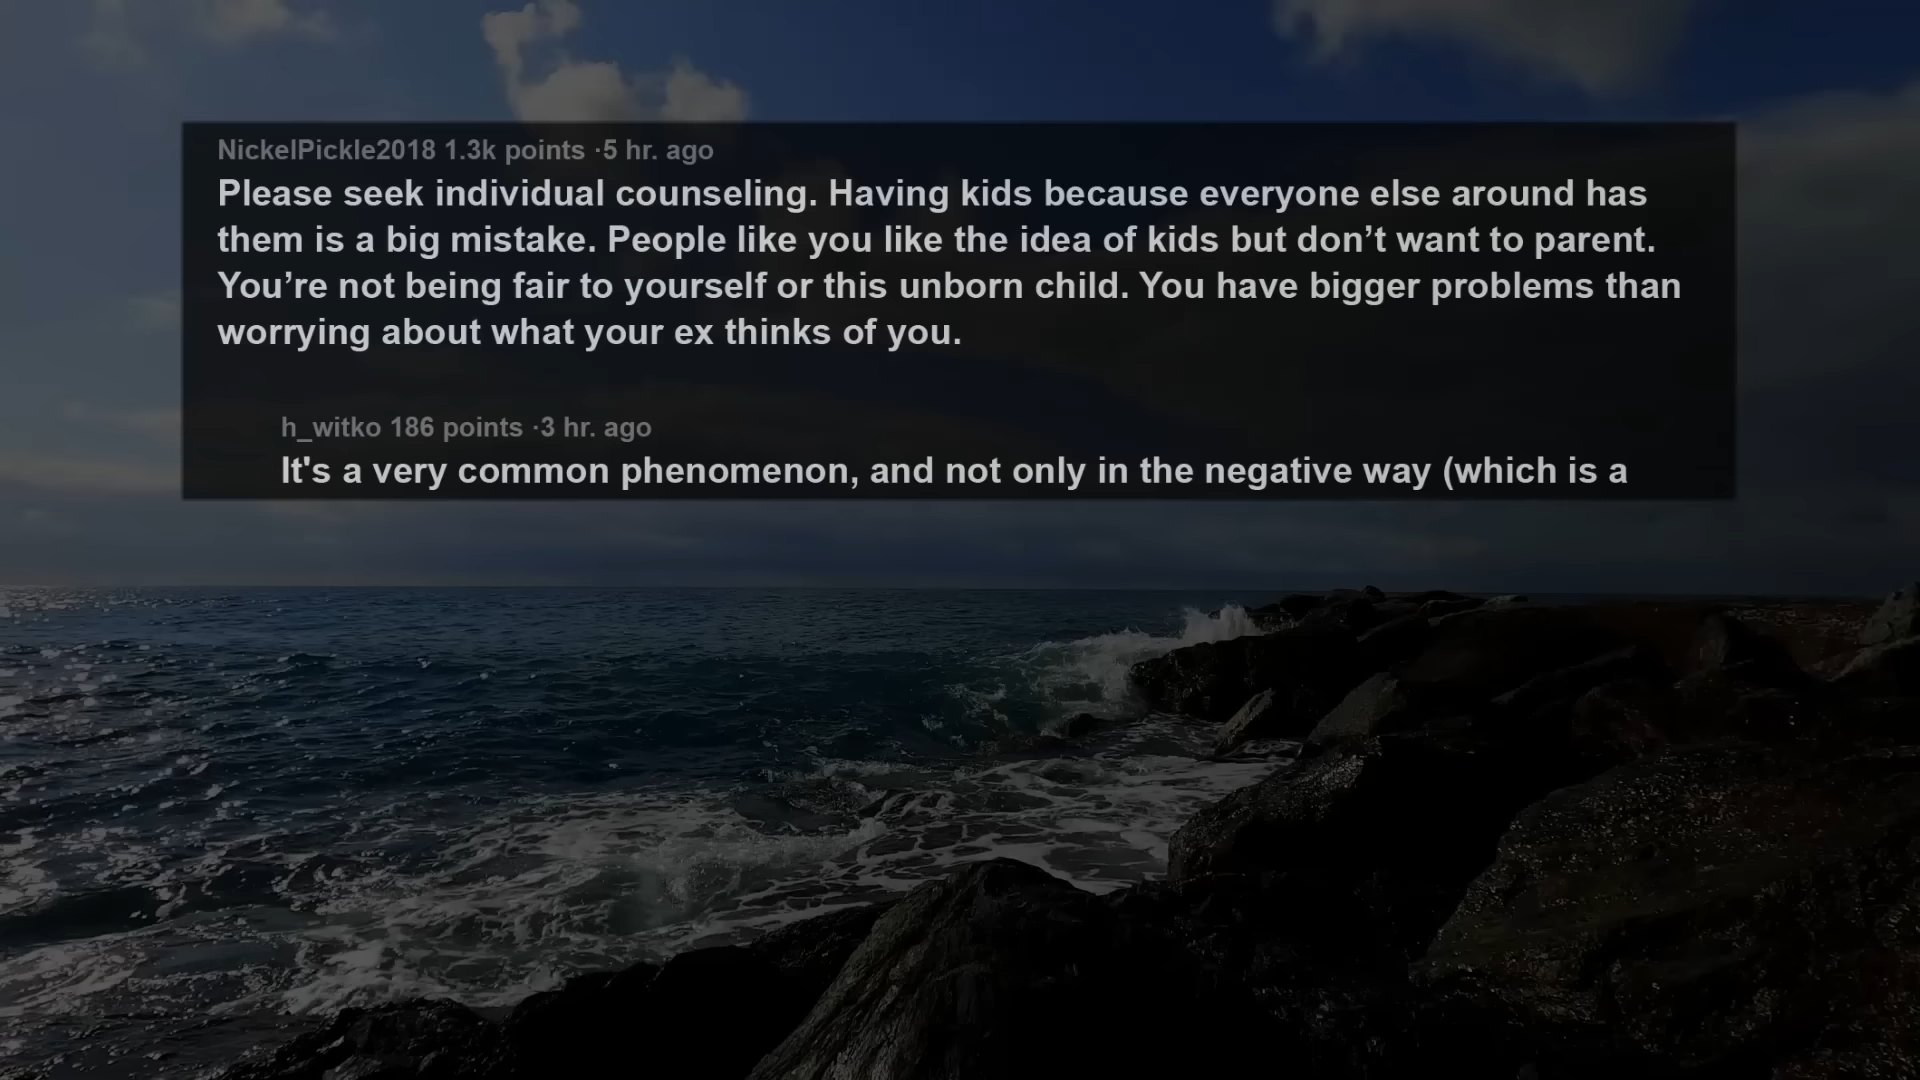 NickelPickle2018 1.3k points ·5 hr. ago
Please seek individual counseling. Having kids because everyone else around has
them is a big mistake. People like you like the idea of kids but don’t want to parent.
You’re not being fair to yourself or this unborn child. You have bigger problems than
worrying about what your ex thinks of you.
h_witko 186 points ·3 hr. ago
It's a very common phenomenon, and not only in the negative way (which is a